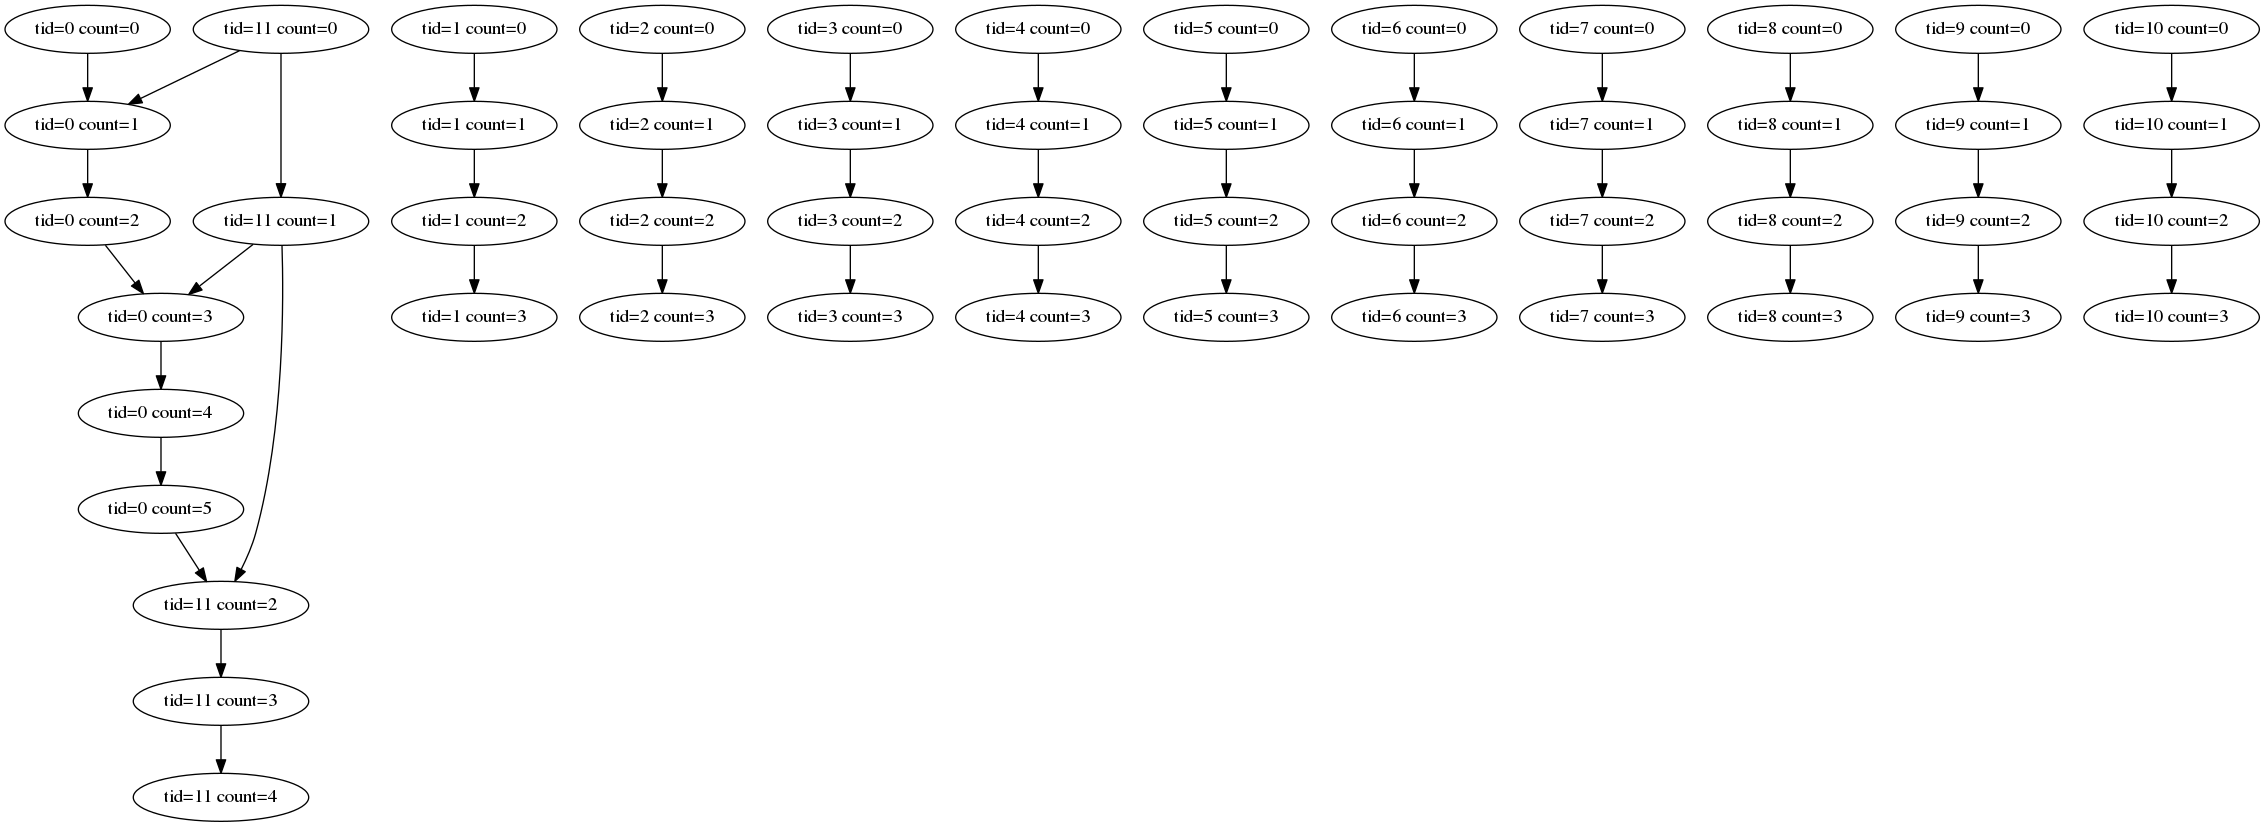 tid=0 count=0
tid=11 count=0
tid=1 count=0
tid=2 count=0
tid=3 count=0
tid=4 count=0
tid=5 count=0
tid=6 count=0
tid=7 count=0
tid=8 count=0
tid=9 count=0
tid=10 count=0
tid=0 count=1
tid=1 count=1
tid=2 count=1
tid=3 count=1
tid=4 count=1
tid=5 count=1
tid=6 count=1
tid=7 count=1
tid=8 count=1
tid=9 count=1
tid=10 count=1
tid=0 count=2
tid=11 count=1
tid=1 count=2
tid=2 count=2
tid=3 count=2
tid=4 count=2
tid=5 count=2
tid=6 count=2
tid=7 count=2
tid=8 count=2
tid=9 count=2
tid=10 count=2
tid=0 count=3
tid=1 count=3
tid=2 count=3
tid=3 count=3
tid=4 count=3
tid=5 count=3
tid=6 count=3
tid=7 count=3
tid=8 count=3
tid=9 count=3
tid=10 count=3
tid=0 count=4
tid=0 count=5
tid=11 count=2
tid=11 count=3
tid=11 count=4